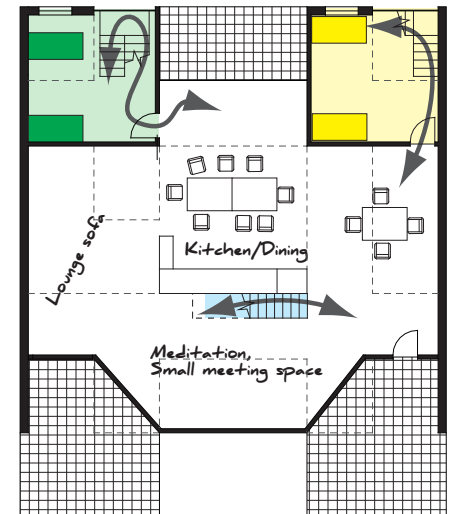 Kitchen/Dining
Lounge sofa
Meditation,
Small meeting space